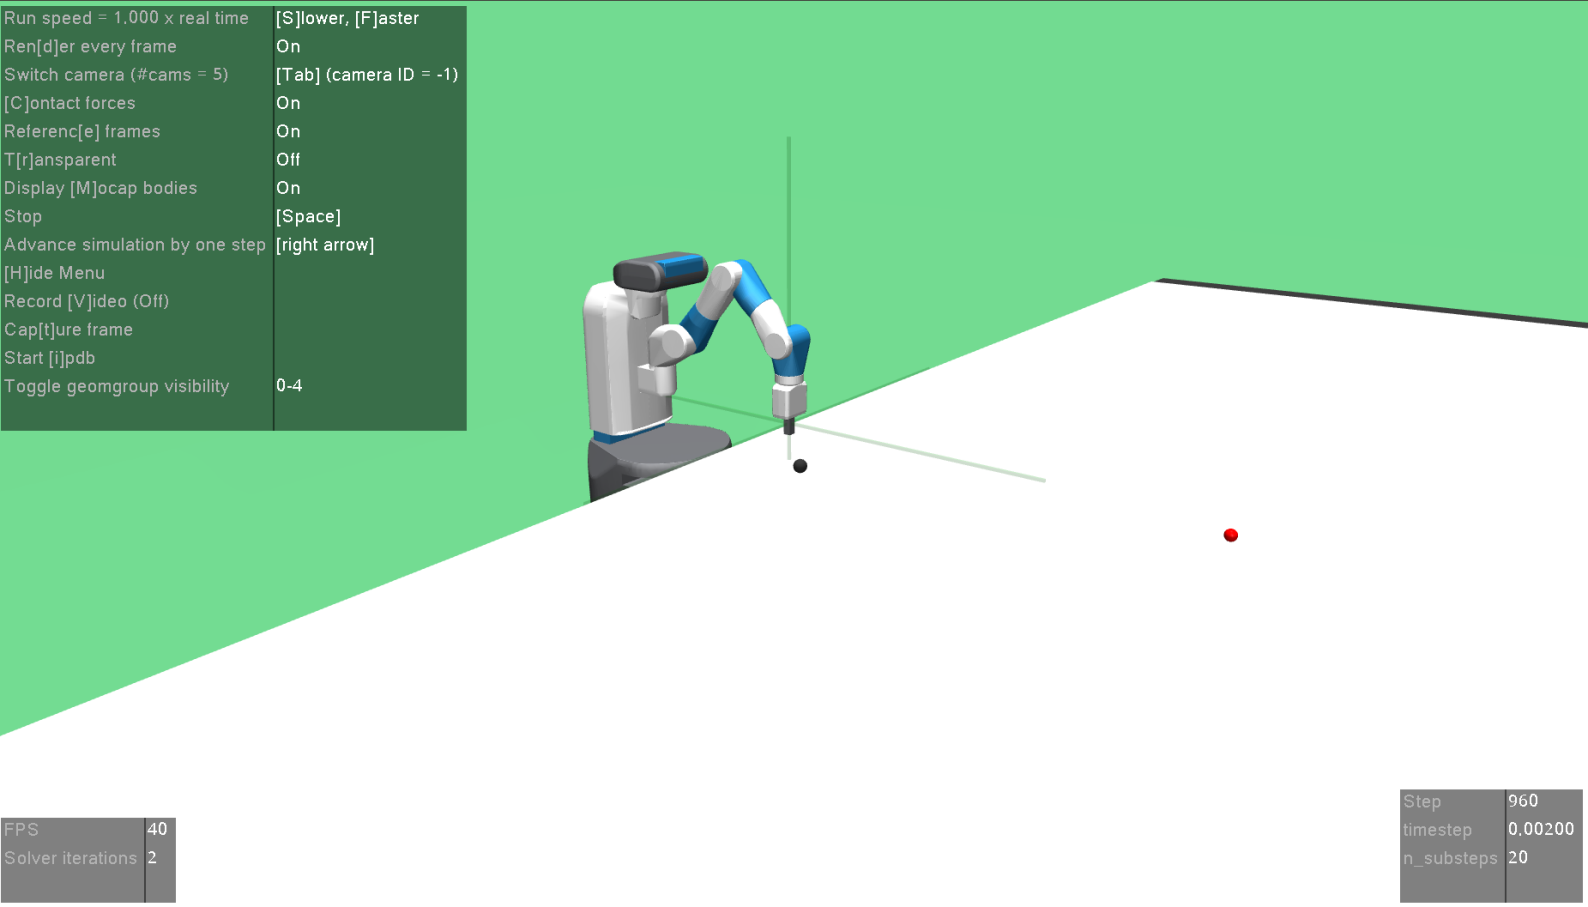 Run speed = 1.000 x real time [S]lower, [F]aster
Ren[d]er every frame On
Switch camera (#cams = 5) [Tab] (camera ID = -1)
[C]ontact forces On
Referenc[e] frames On
T[r]ansparent Off
Display [M]ocap bodies On
Stop [Space]
Advance simulation by one step [right arrow]
[H]ide Menu
Record [V]ideo (Off)
Cap[t]ure frame
Start [i]pdb
Toggle geomgroup visibility 0-4
FPS 40
Solver iterations 2
Step 960
timestep 0.00200
n_substeps 20